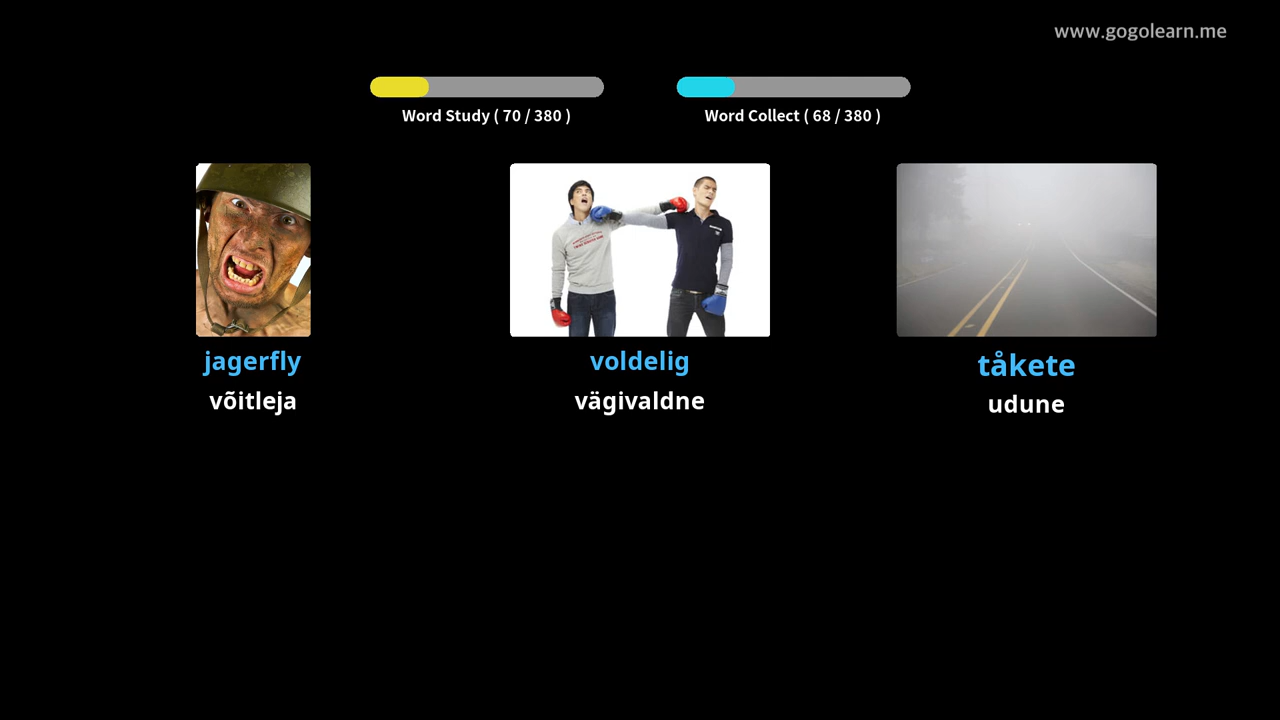 www.gogolearn.me
Word Study ( 70 / 380 )
Word Collect ( 68 / 380 )
jagerfly
võitleja
voldelig
vägivaldne
tåkete
udune